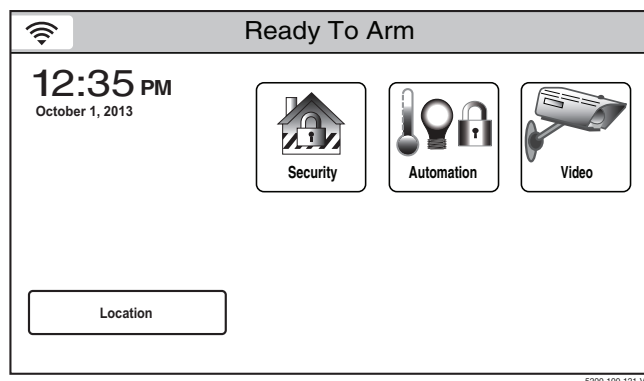 Ready To Arm
12:35 PM
October 1, 2013
Security
Automation
Video
Location